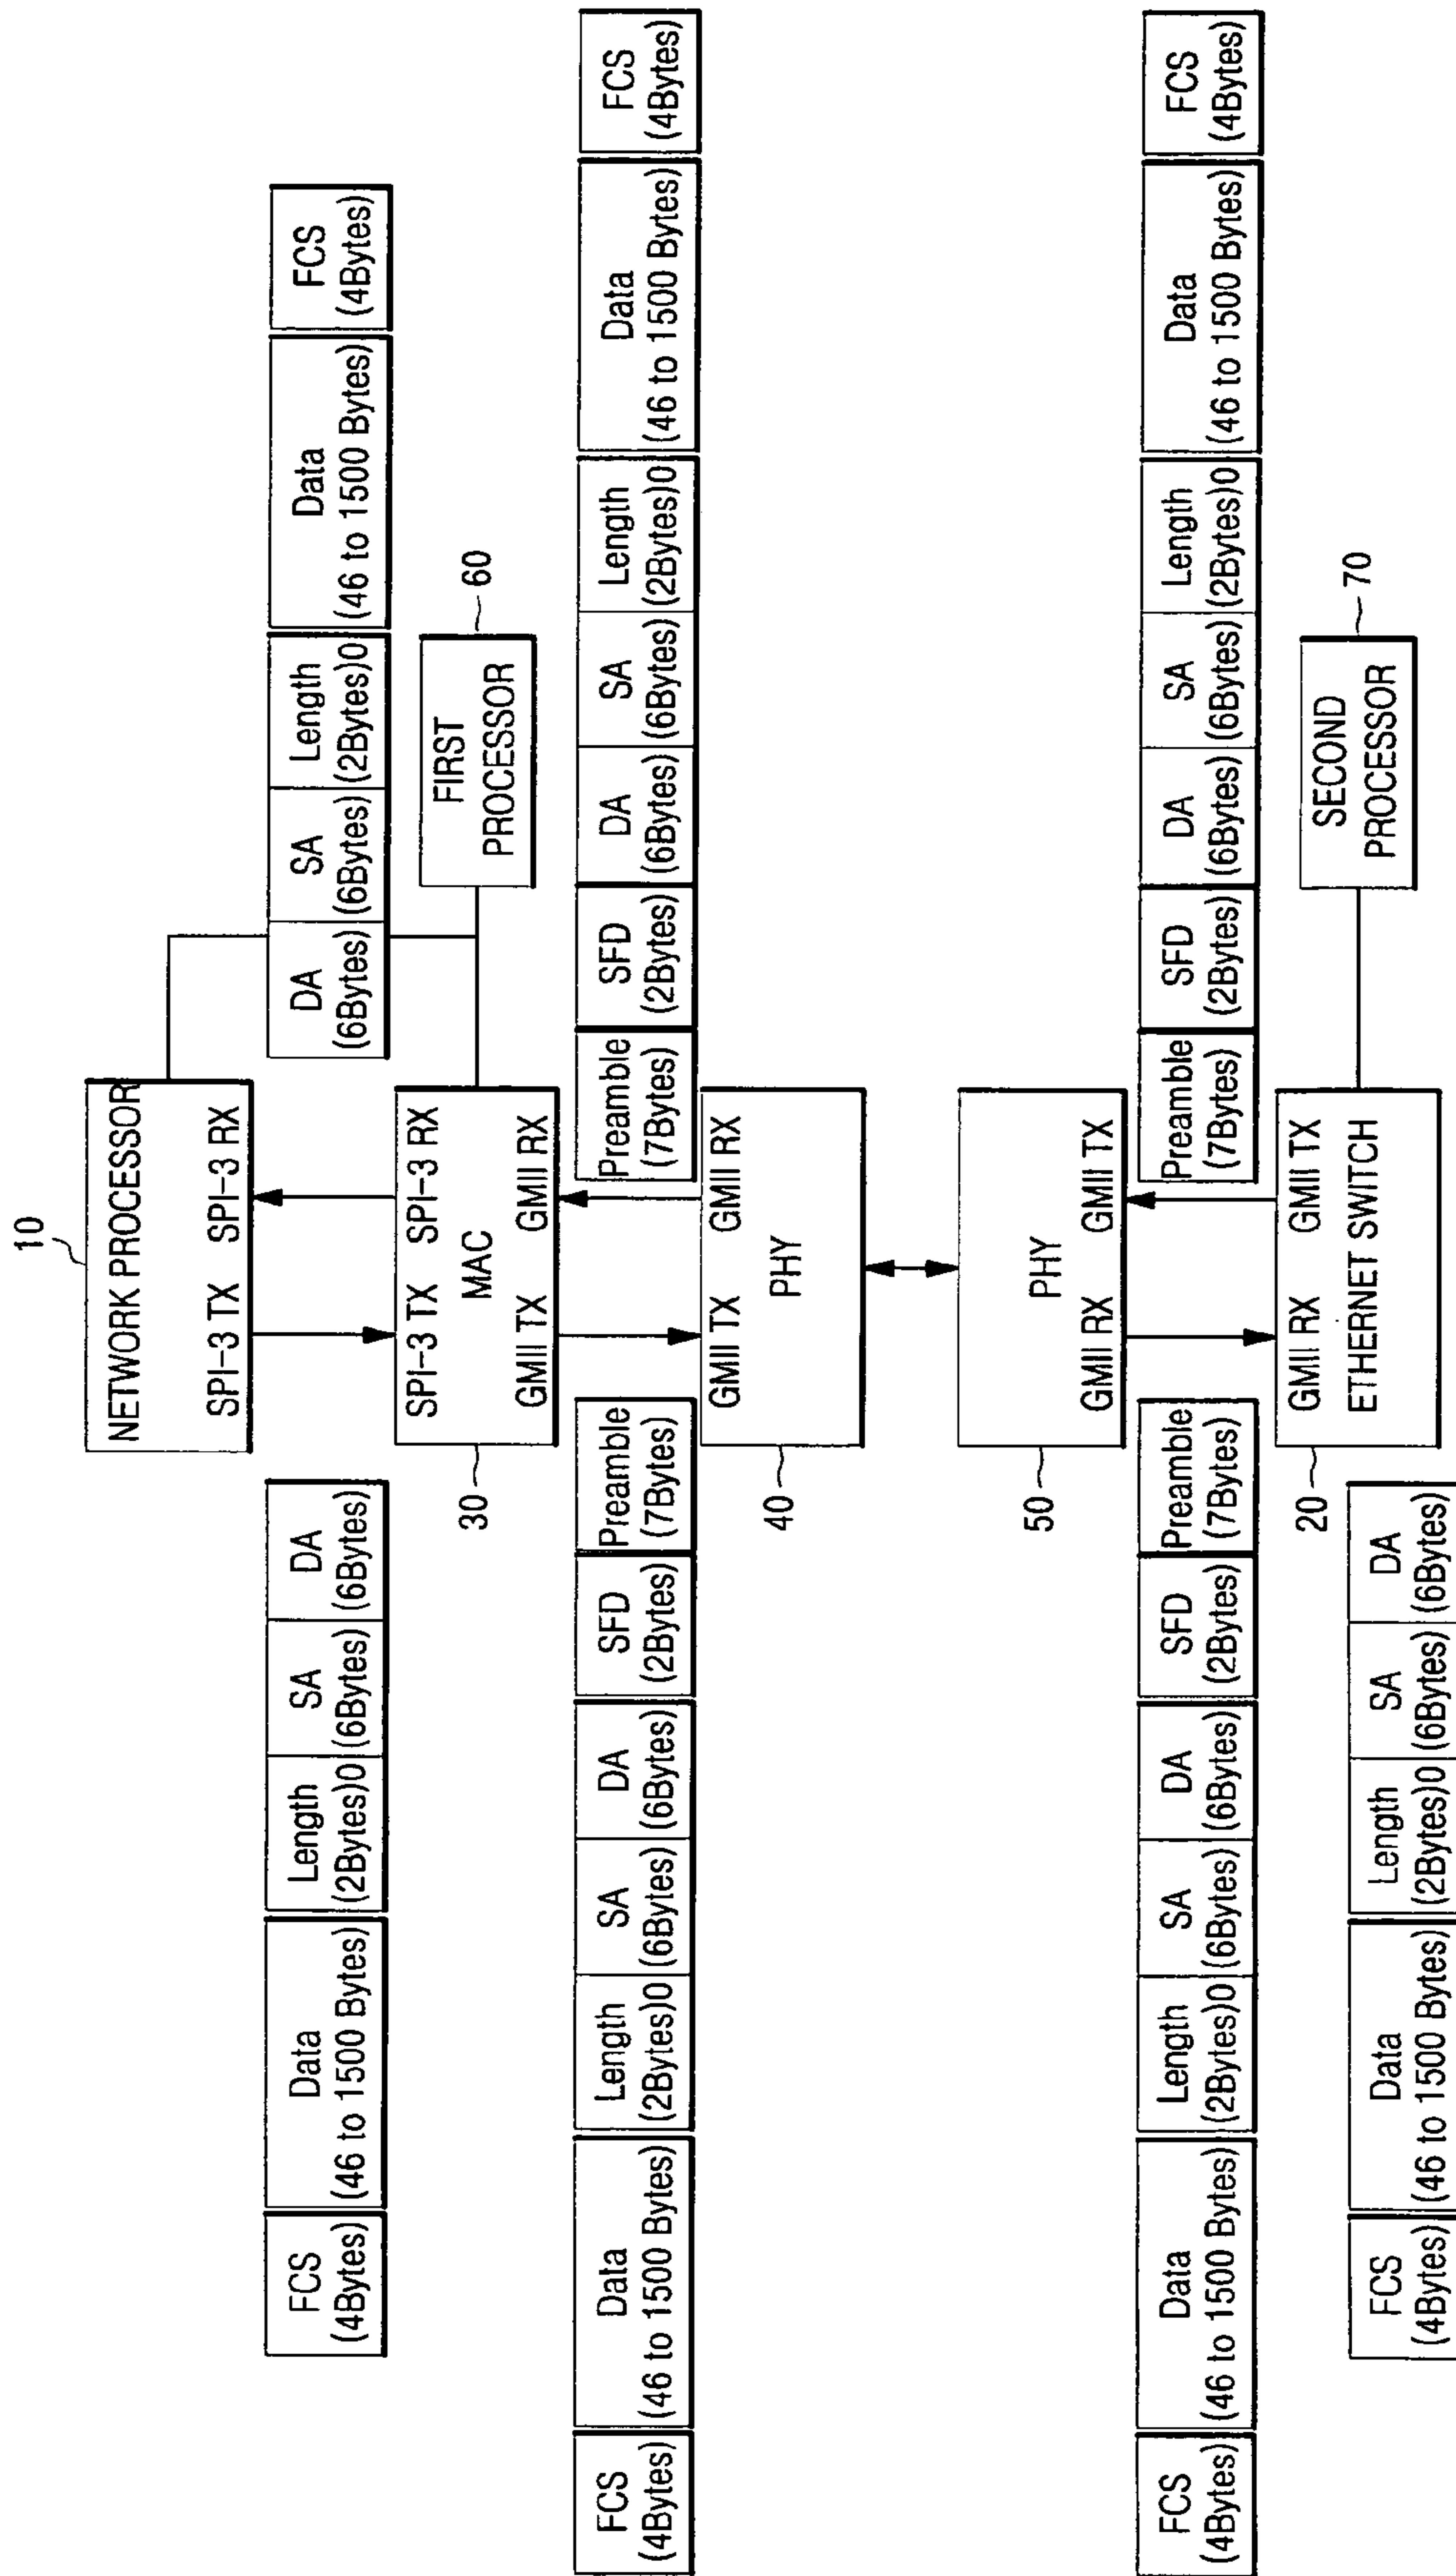 10
NETWORK PROCESSOR
SPI-3 TX
SPI-3 RX
FCS
(4Bytes)
Data
(46 to 1500 Bytes)
Length
(2Bytes)0
SA
(6Bytes)
DA
(6Bytes)
DA
(6Bytes)
SA
(6Bytes)
Length
(2Bytes)0
Data
(46 to 1500 Bytes)
FCS
(4Bytes)
30
SPI-3 TX
SPI-3 RX
MAC
GMII TX
GMII RX
FIRST
PROCESSOR
60
FCS
(4Bytes)
Data
(46 to 1500 Bytes)
Length
(2Bytes)0
SA
(6Bytes)
DA
(6Bytes)
SFD
(2Bytes)
Preamble
(7Bytes)
Preamble
(7Bytes)
SFD
(2Bytes)
DA
(6Bytes)
SA
(6Bytes)
Length
(2Bytes)0
Data
(46 to 1500 Bytes)
FCS
(4Bytes)
40
GMII TX
GMII RX
PHY
50
PHY
GMII RX
GMII TX
FCS
(4Bytes)
Data
(46 to 1500 Bytes)
Length
(2Bytes)0
SA
(6Bytes)
DA
(6Bytes)
SFD
(2Bytes)
Preamble
(7Bytes)
Preamble
(7Bytes)
SFD
(2Bytes)
DA
(6Bytes)
SA
(6Bytes)
Length
(2Bytes)0
Data
(46 to 1500 Bytes)
FCS
(4Bytes)
20
GMII RX
GMII TX
ETHERNET SWITCH
SECOND
PROCESSOR
70
FCS
(4Bytes)
Data
(46 to 1500 Bytes)
Length
(2Bytes)0
SA
(6Bytes)
DA
(6Bytes)